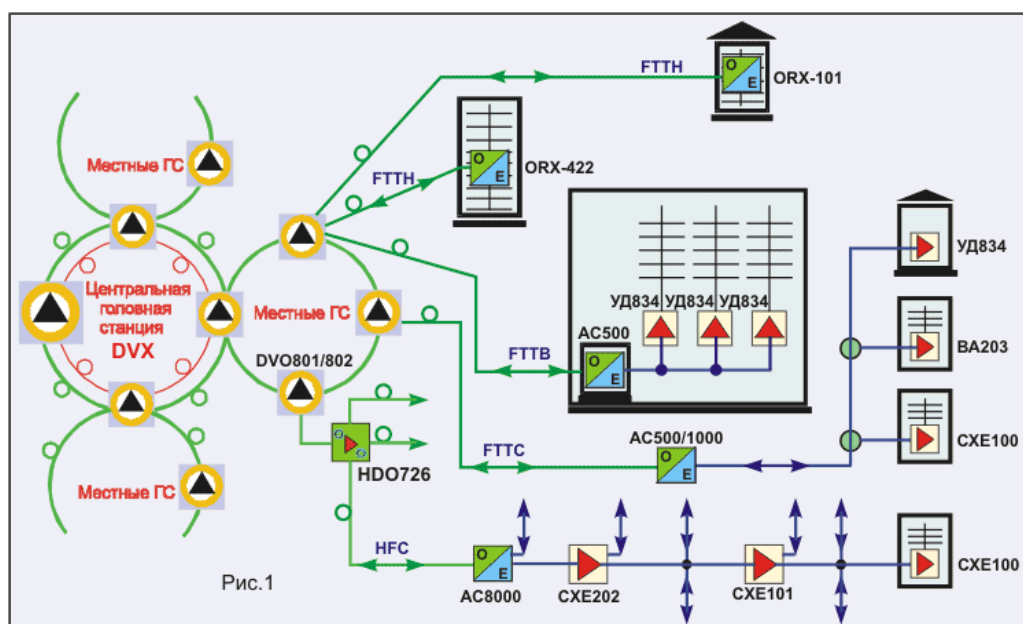 FTTH
ORX-101
Местные ГС
FTTH
ORX-422
УД834
Центральная
головная
станция
DVX
Местные ГС
УД834 УД834 УД834
AC500
BA203
DVO801/802
FTTB
HDO726
FTTC
AC500/1000
CXE100
Местные ГС
HFC
Рис.1
AC8000
CXE202
CXE101
CXE100
O
E
O
E
O
E
O
E
O
E